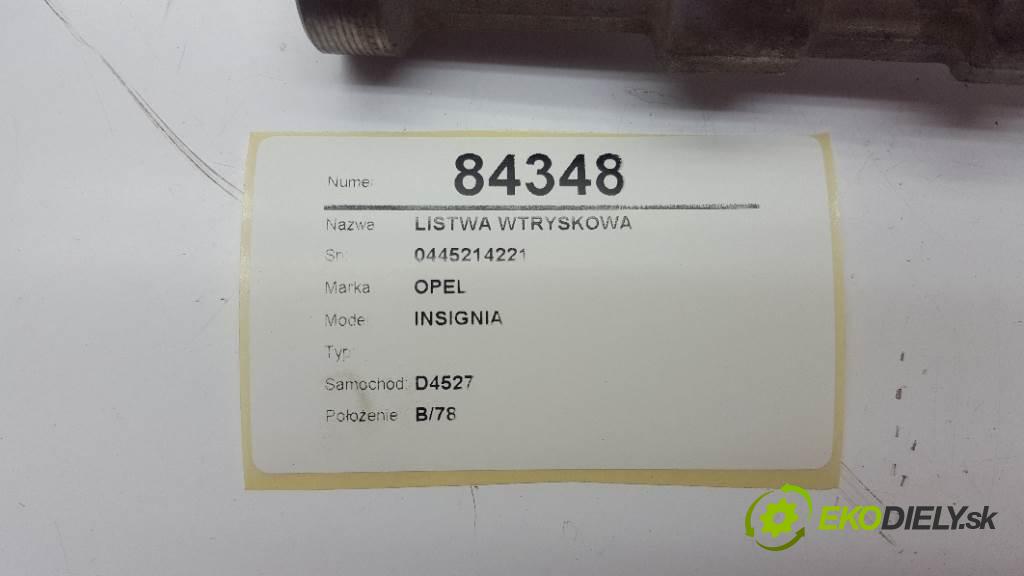 Numer 84348
Nazwa LISTWA WTRYSKOWA
Sn: 0445214221
Marka OPEL
Model INSIGNIA
Typ:
Samochod: D4527
Położenie B/78
EKODIELY.sk